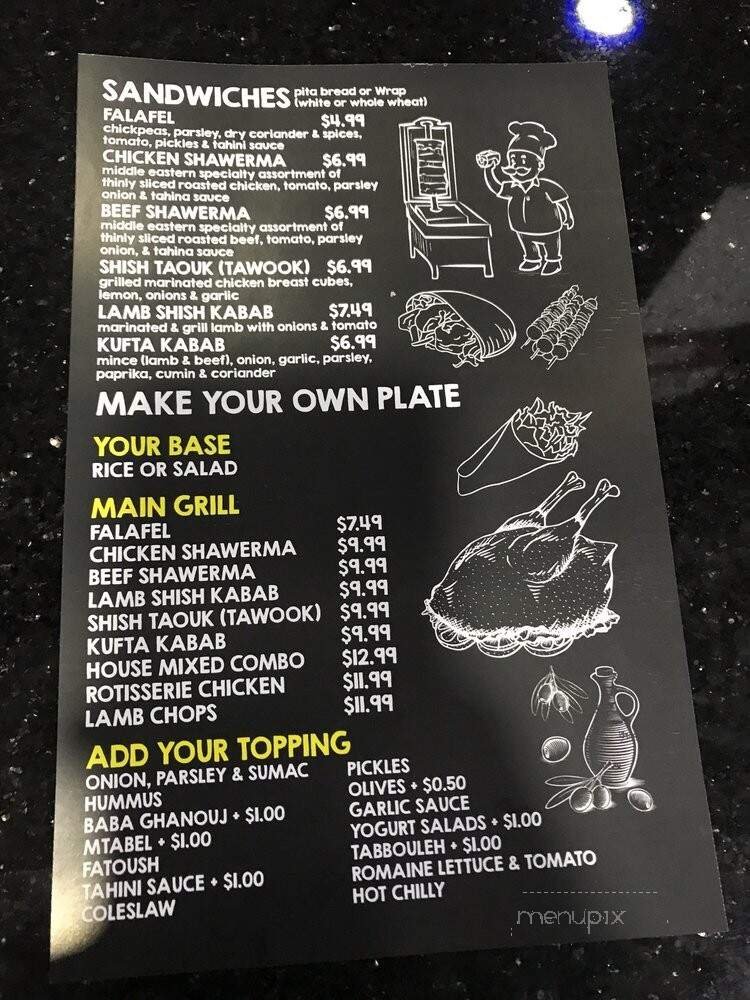 SANDWICHES pita bread or Wrap
(white or whole wheat)
FALAFEL $4.99
chickpeas, parsley, dry coriander & spices,
tomato, pickles & tahini sauce
CHICKEN SHAWERMA $6.99
middle eastern specialty assortment of
thinly sliced roasted chicken, tomato, parsley
onion & tahina sauce
BEEF SHAWERMA $6.99
middle eastern specialty assortment of
thinly sliced roasted beef, tomato, parsley
onion, & tahina sauce
SHISH TAOUK (TAWOOK) $6.99
grilled marinated chicken breast cubes,
lemon, onions & garlic
LAMB SHISH KABAB $7.49
marinated & grill lamb with onions & tomato
KUFTA KABAB $6.99
mince (lamb & beef), onion, garlic, parsley,
paprika, cumin & coriander
MAKE YOUR OWN PLATE
YOUR BASE
RICE OR SALAD
MAIN GRILL
FALAFEL $7.49
CHICKEN SHAWERMA $9.99
BEEF SHAWERMA $9.99
LAMB SHISH KABAB $9.99
SHISH TAOUK (TAWOOK) $9.99
KUFTA KABAB $9.99
HOUSE MIXED COMBO $12.99
ROTISSERIE CHICKEN $11.99
LAMB CHOPS $11.99
ADD YOUR TOPPING
ONION, PARSLEY & SUMAC
HUMMUS
BABA GHANOUJ + $1.00
MTABEL + $1.00
FATOUSH
TAHINI SAUCE + $1.00
COLESLAW
PICKLES
OLIVES + $0.50
GARLIC SAUCE
YOGURT SALADS + $1.00
TABBOULEH + $1.00
ROMAINE LETTUCE & TOMATO
HOT CHILLY
menupix